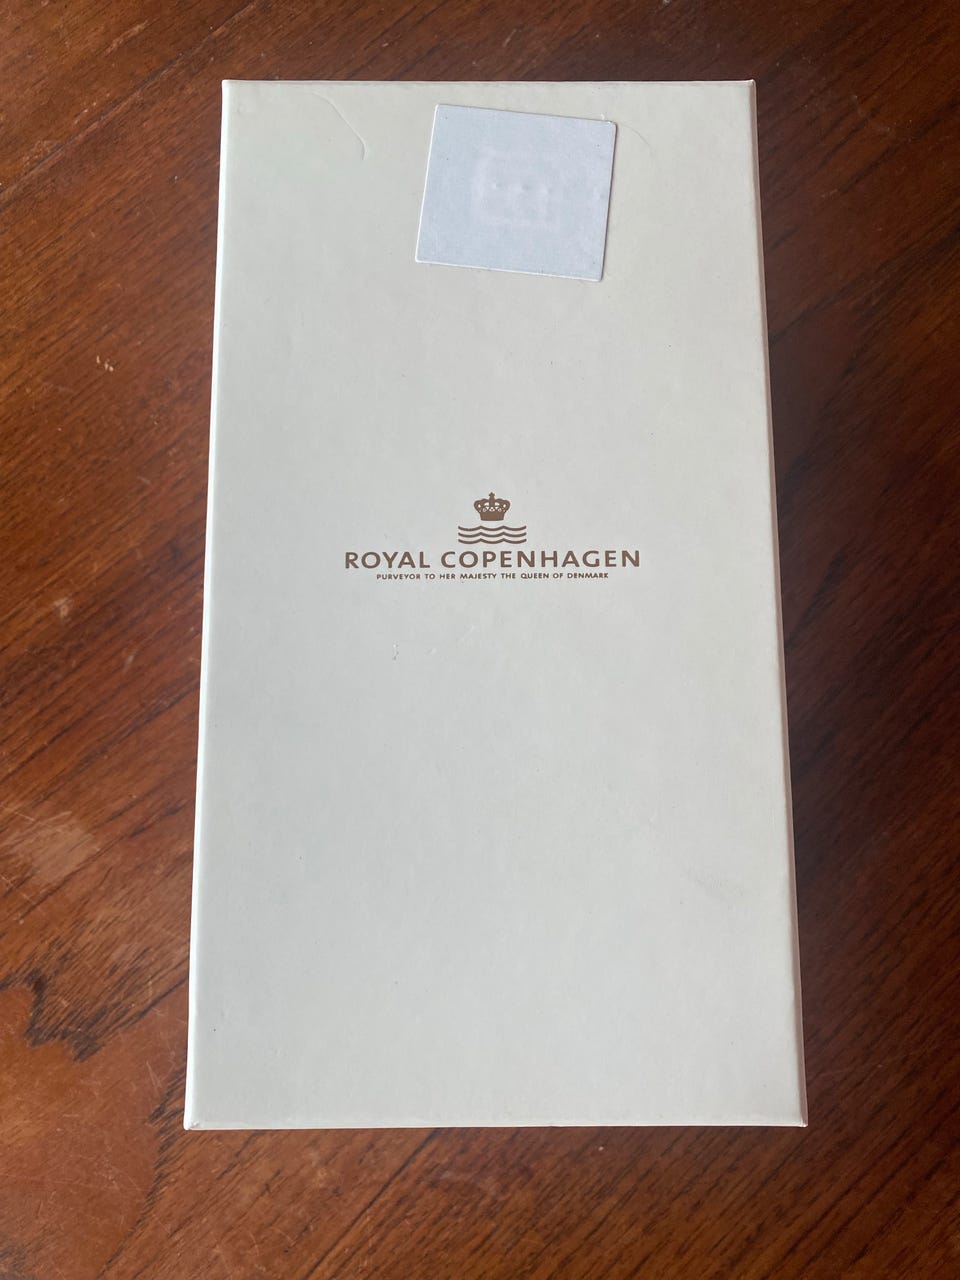 ROYAL COPENHAGEN
PURVEYOR TO HER MAJESTY THE QUEEN OF DENMARK